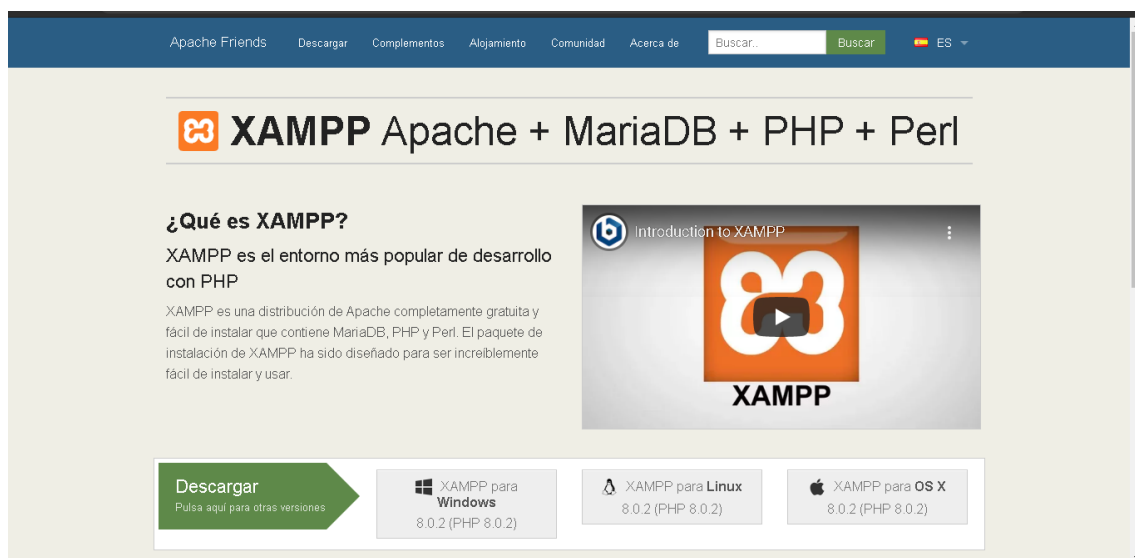 Apache Friends Descargar Complementos Alojamiento Comunidad Acerca de Buscar.. Buscar ES
XAMPP Apache + MariaDB + PHP + Perl
¿Qué es XAMPP?
XAMPP es el entorno más popular de desarrollo
con PHP
XAMPP es una distribución de Apache completamente gratuita y
fácil de instalar que contiene MariaDB, PHP y Perl. El paquete de
instalación de XAMPP ha sido diseñado para ser increíblemente
fácil de instalar y usar.
Introduction to XAMPP
XAMPP
Descargar
Pulsa aquí para otras versiones
XAMPP para
Windows
8.0.2 (PHP 8.0.2)
XAMPP para Linux
8.0.2 (PHP 8.0.2)
XAMPP para OS X
8.0.2 (PHP 8.0.2)